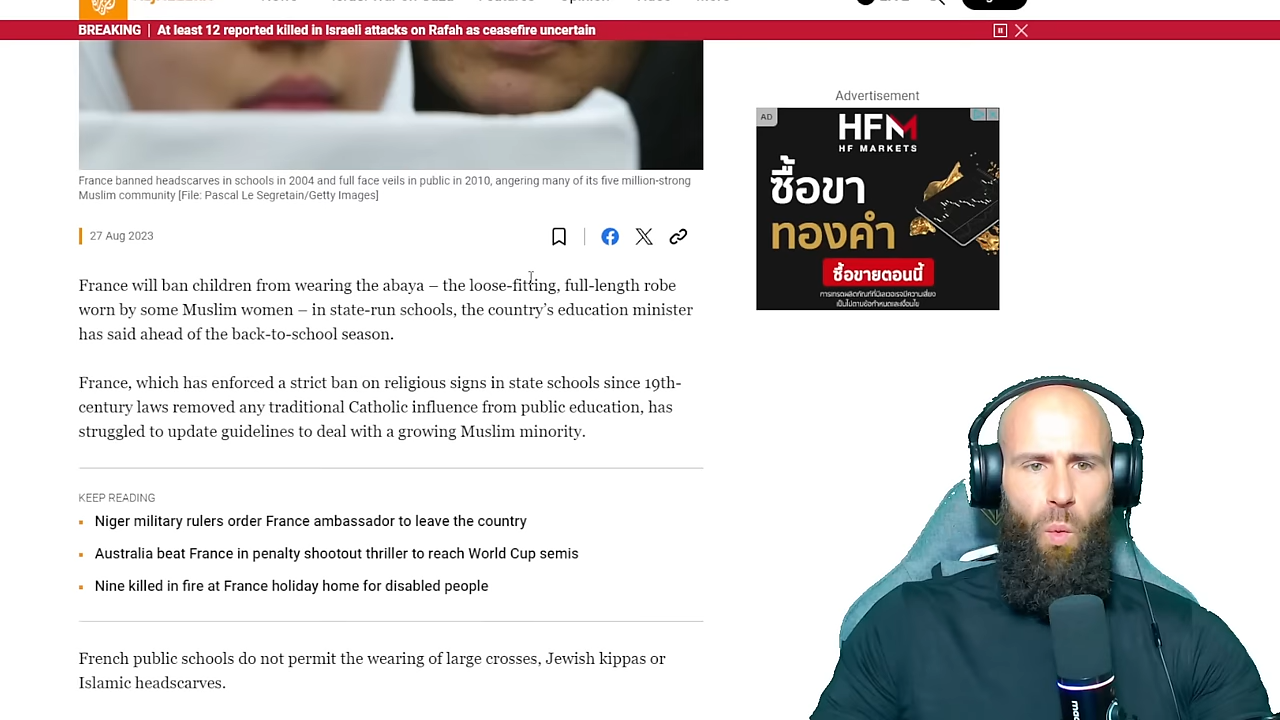 BREAKING | At least 12 reported killed in Israeli attacks on Rafah as ceasefire uncertain
France banned headscarves in schools in 2004 and full face veils in public in 2010, angering many of its five million-strong
Muslim community [File: Pascal Le Segretain/Getty Images]
27 Aug 2023
France will ban children from wearing the abaya – the loose-fitting, full-length robe
worn by some Muslim women – in state-run schools, the country's education minister
has said ahead of the back-to-school season.
France, which has enforced a strict ban on religious signs in state schools since 19th-
century laws removed any traditional Catholic influence from public education, has
struggled to update guidelines to deal with a growing Muslim minority.
KEEP READING
Niger military rulers order France ambassador to leave the country
Australia beat France in penalty shootout thriller to reach World Cup semis
Nine killed in fire at France holiday home for disabled people
French public schools do not permit the wearing of large crosses, Jewish kippas or
Islamic headscarves.
Advertisement
AD
HFM
HF MARKETS
ซื้อขา
ทองคำ
ซื้อขายตอนนี้